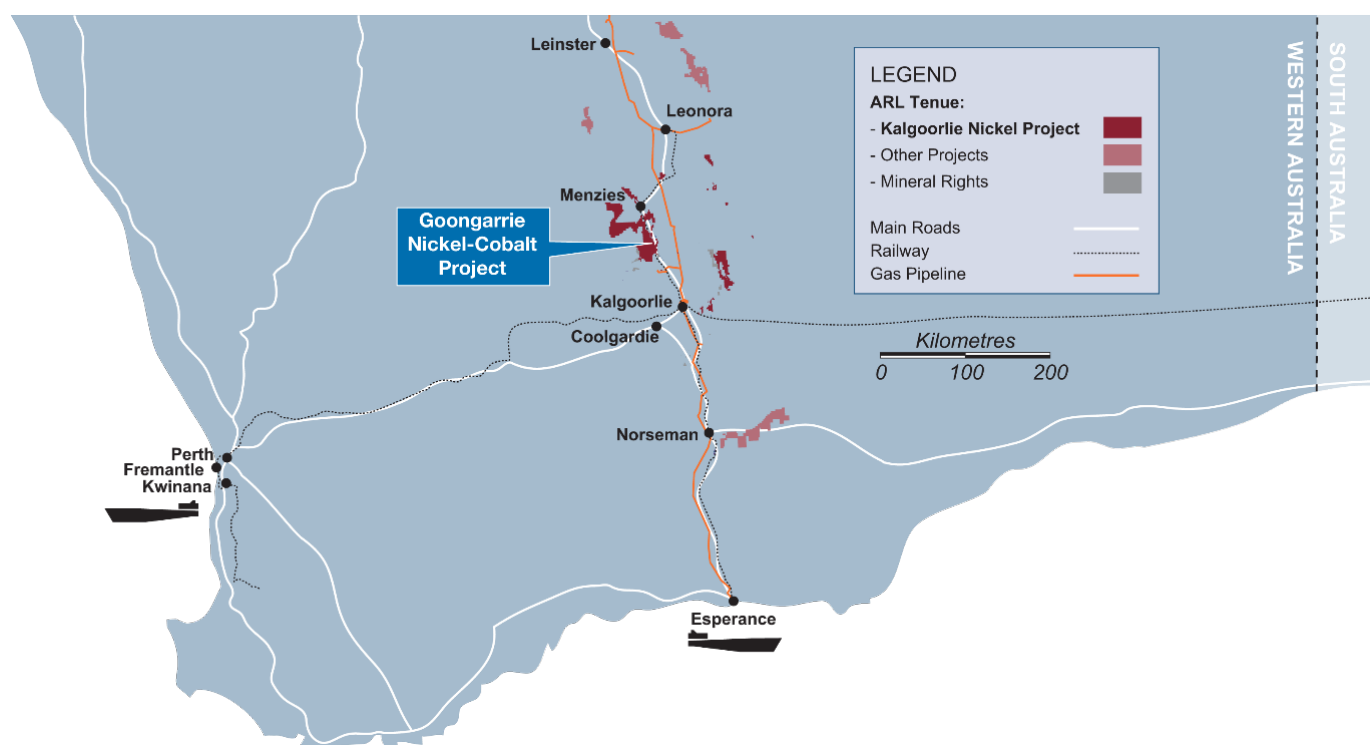 Leinster
Leonora
Menzies
Goongarrie
Nickel-Cobalt
Project
Kalgoorlie
Coolgardie
Norseman
Perth
Fremantle
Kwinana
Esperance
LEGEND
ARL Tenue:
- Kalgoorlie Nickel Project
- Other Projects
- Mineral Rights
Main Roads
Railway
Gas Pipeline
WESTERN AUSTRALIA
SOUTH AUSTRALIA
Kilometres
0 100 200